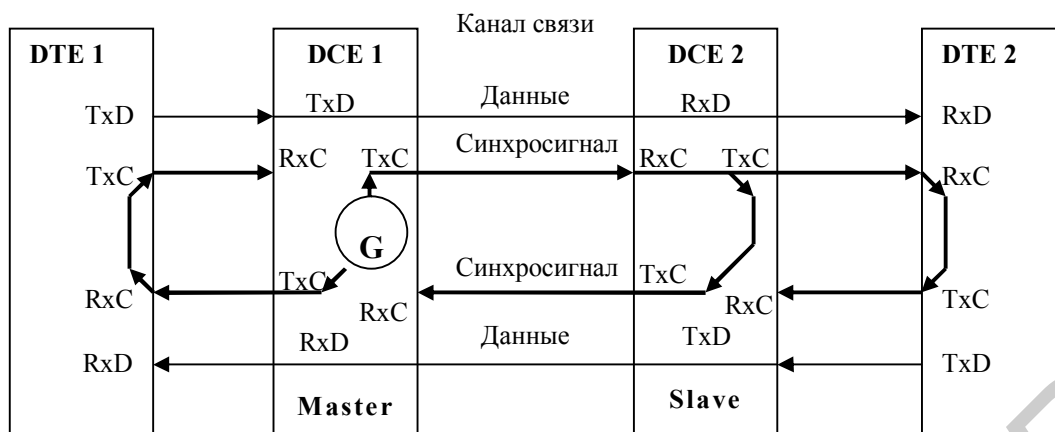 Канал связи
DTE 1
DCE 1
DCE 2
DTE 2
TxD
TxD
Данные
RxD
RxD
TxC
RxC
TxC
Синхросигнал
RxC
TxC
RxC
G
RxC
TxC
RxC
Синхросигнал
TxC
RxC
TxC
RxD
RxD
Данные
TxD
TxD
Master
Slave